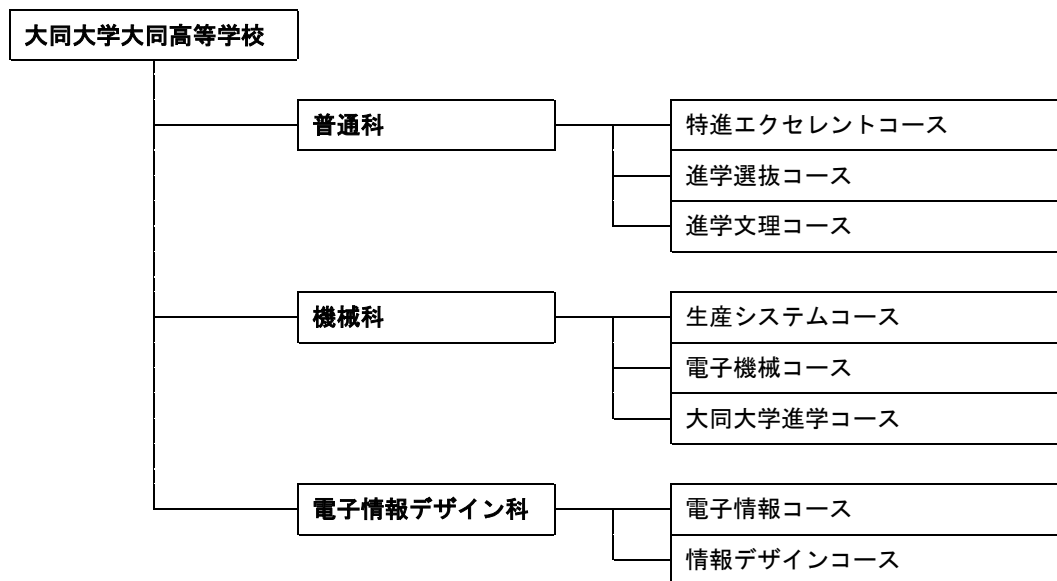 大同大学大同高等学校
普通科
特進エクセレントコース
進学選抜コース
進学文理コース
機械科
生産システムコース
電子機械コース
大同大学進学コース
電子情報デザイン科
電子情報コース
情報デザインコース